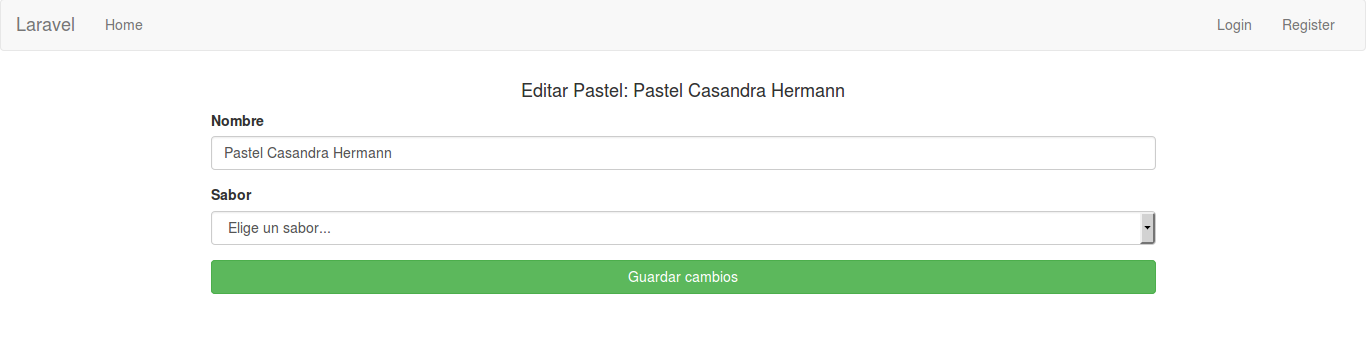 Laravel Home Login Register
Editar Pastel: Pastel Casandra Hermann
Nombre
Pastel Casandra Hermann
Sabor
Elige un sabor...
Guardar cambios